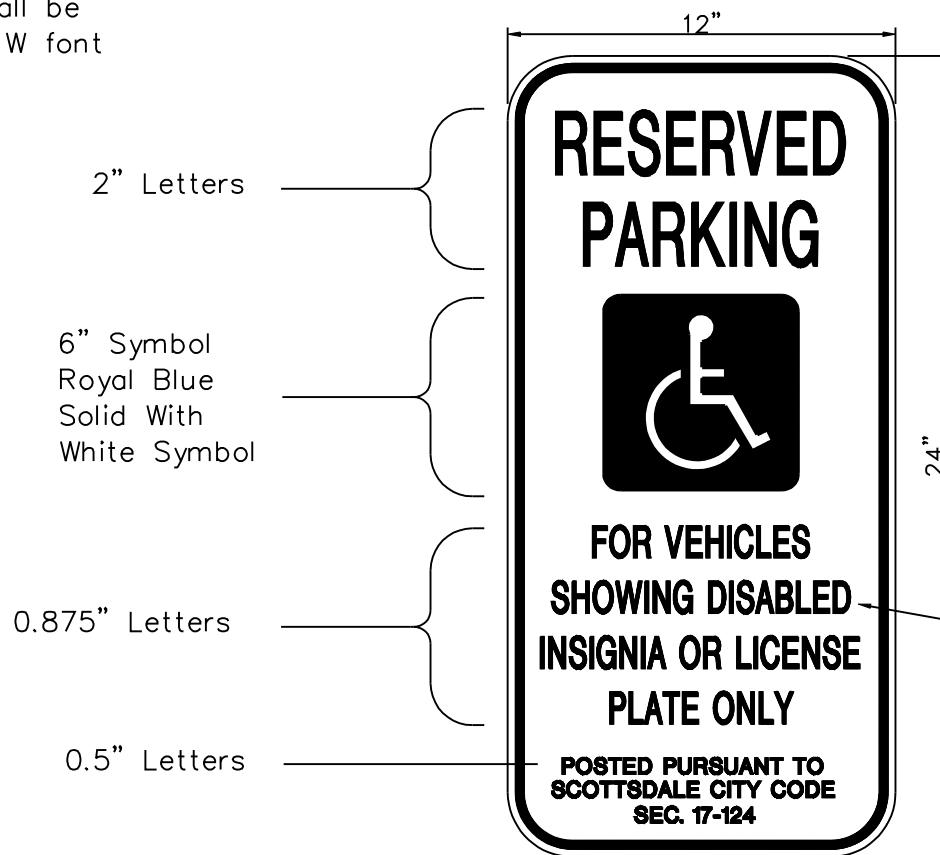 all be
W font
12"
RESERVED
PARKING
2" Letters
6" Symbol
Royal Blue
Solid With
White Symbol
24"
FOR VEHICLES
SHOWING DISABLED
INSIGNIA OR LICENSE
PLATE ONLY
0.875" Letters
0.5" Letters
POSTED PURSUANT TO
SCOTTSDALE CITY CODE
SEC. 17-124